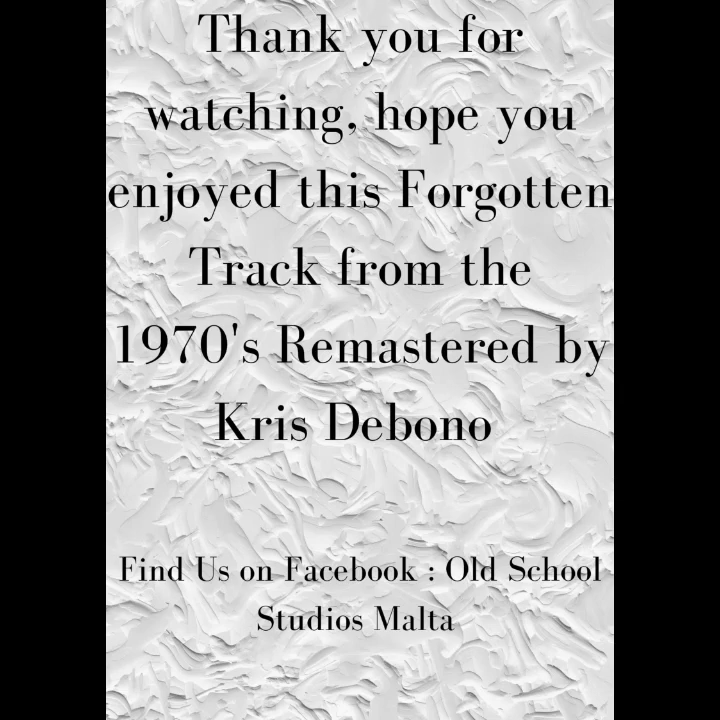 Thank you for
watching, hope you
enjoyed this Forgotten
Track from the
1970's Remastered by
Kris Debono
Find Us on Facebook : Old School
Studios Malta